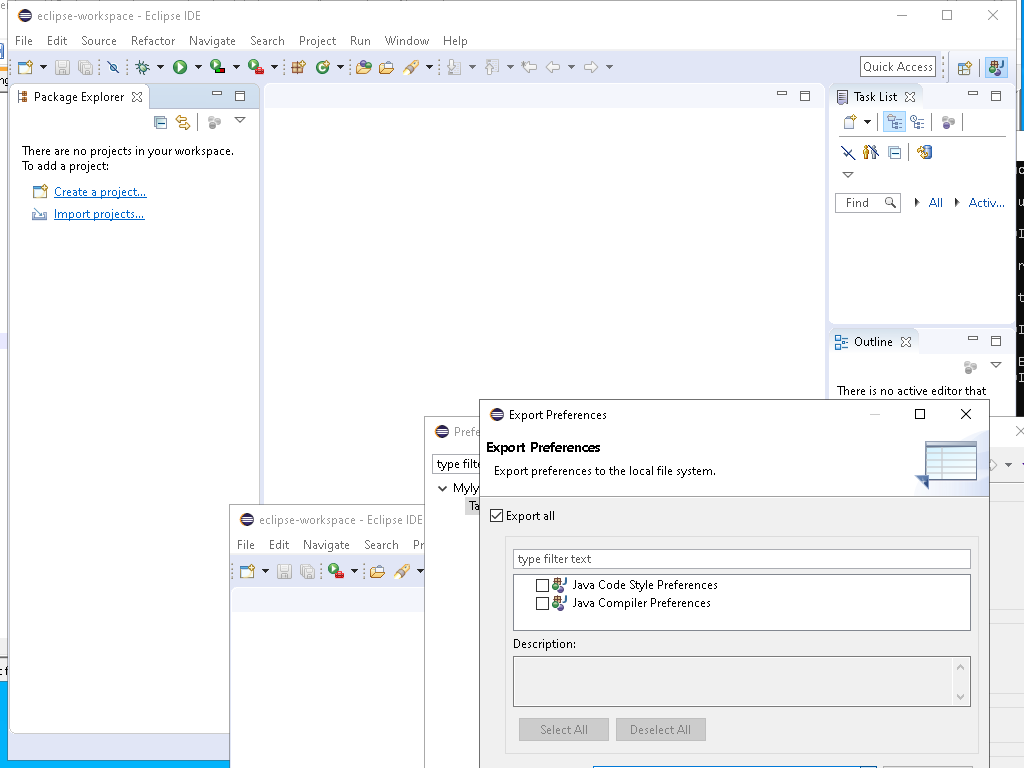 eclipse-workspace - Eclipse IDE
File Edit Source Refactor Navigate Search Project Run Window Help
Quick Access
Package Explorer
There are no projects in your workspace.
To add a project:
Create a project...
Import projects...
Task List
Find All Activ...
Outline
There is no active editor that
eclipse-workspace - Eclipse IDE
File Edit Navigate Search Pr
Prefe
type filte
Myly
Ta
Export Preferences
Export Preferences
Export preferences to the local file system.
Export all
type filter text
Java Code Style Preferences
Java Compiler Preferences
Description:
Select All Deselect All